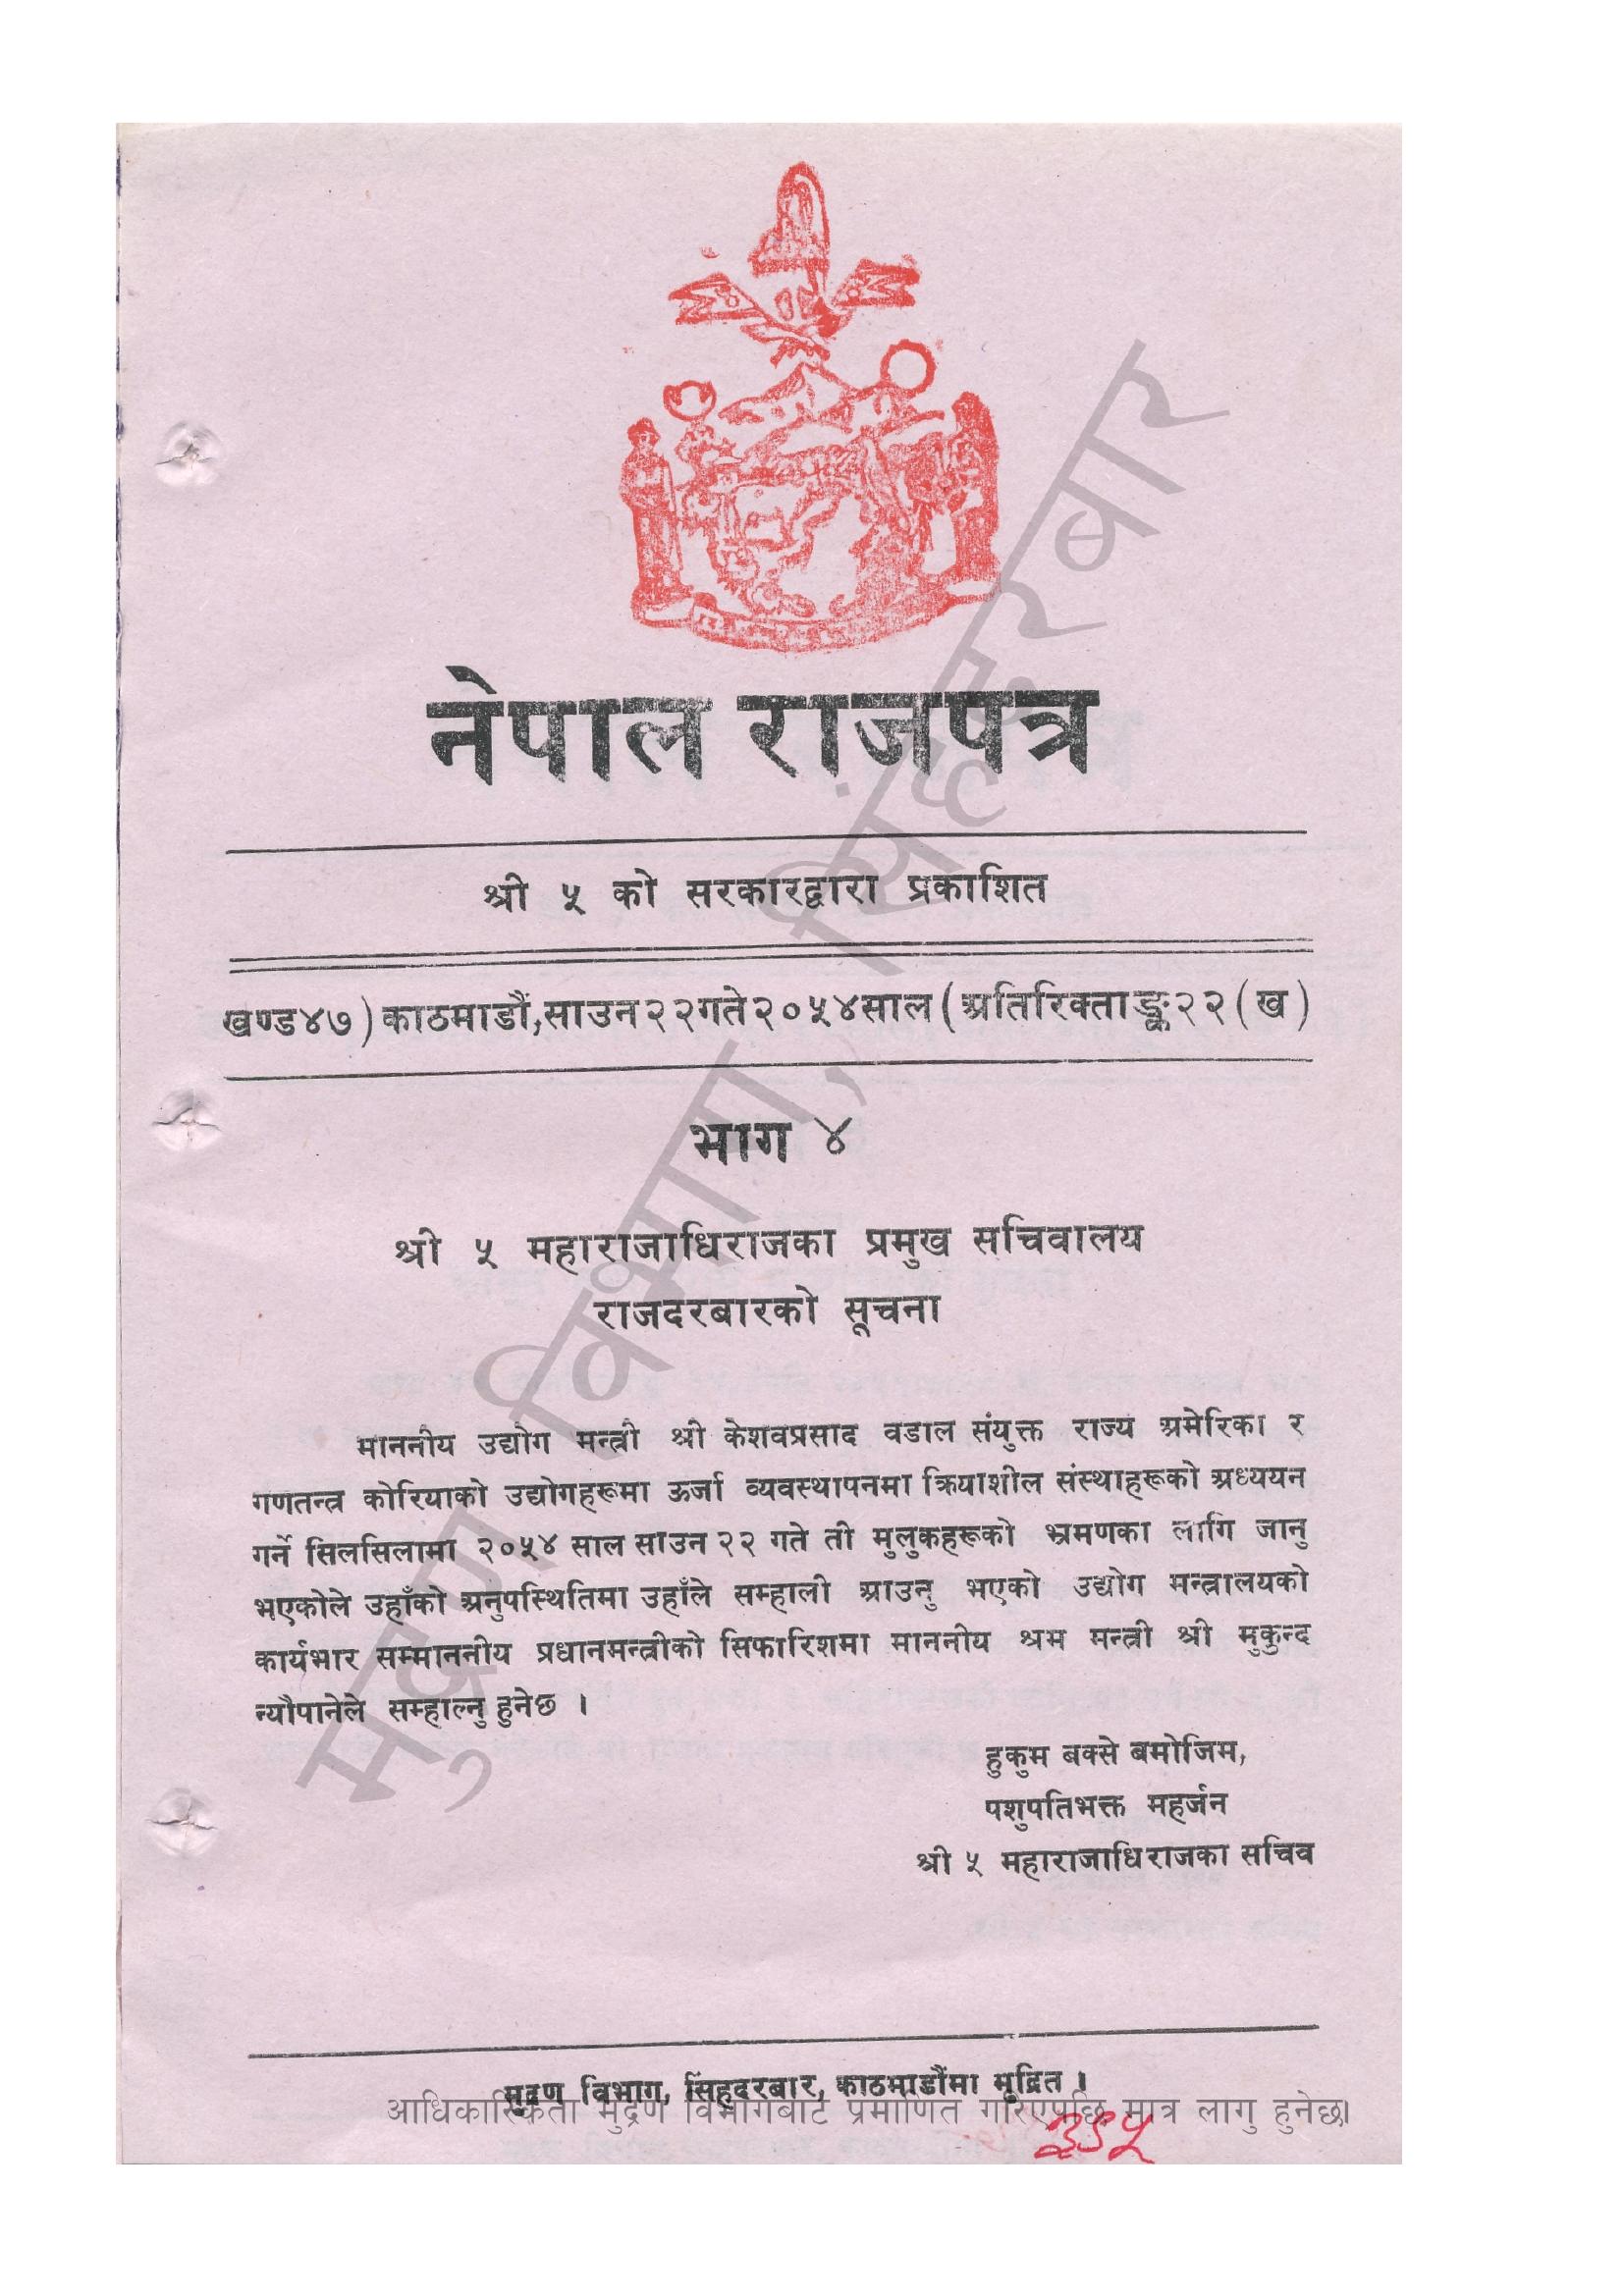 नेपाल राजपत्र
श्री ५ को सरकारद्वारा प्रकाशित
खण्ड ४७) काठमाडौं, साउन २२ गते २०५४ साल (अतिरिक्ताङ्क २२ (ख)
भाग ४
श्री ५ महाराजाधिराजका प्रमुख सचिवालय
राजदरबारको सूचना
माननीय उद्योग मन्त्री श्री केशवप्रसाद वडाल संयुक्त राज्य अमेरिका र
गणतन्त्र कोरियाको उद्योगहरूमा ऊर्जा व्यवस्थापनमा क्रियाशील संस्थाहरूको अध्ययन
गर्ने सिलसिलामा २०५४ साल साउन २२ गते ती मुलुकहरूको भ्रमणका लागि जानु
भएकोले उहाँको अनुपस्थितिमा उहाँले सम्हाली आउनु भएको उद्योग मन्त्रालयको
कार्यभार सम्माननीय प्रधानमन्त्रीको सिफारिशमा माननीय श्रम मन्त्री श्री मुकुन्द
न्यौपानेले सम्हाल्नु हुनेछ ।
हुकुम बक्से बमोजिम,
पशुपतिभक्त महर्जन
श्री ५ महाराजाधिराजका सचिव
मुद्रण विभाग, सिंहदरबार, काठमाडौंमा मुद्रित ।
आधिकारिकता मुद्रण विभागबाट प्रमाणित गरिएपछि मात्र लागु हुनेछ।
मुद्रण विभाग, सिंहदरबार